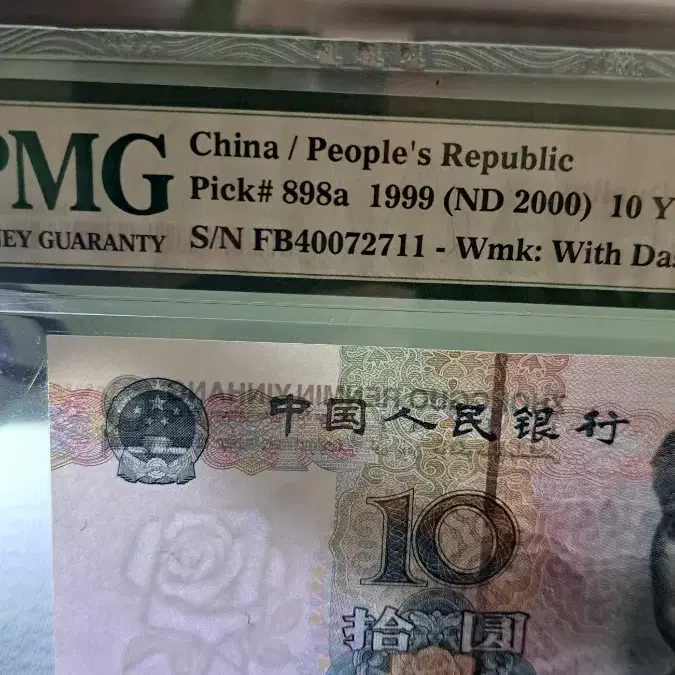 PMG
China / People's Republic
Pick# 898a 1999 (ND 2000) 10 Y
NEY GUARANTY
S/N FB40072711 - Wmk: With Da
中国人民银行
10
拾圆